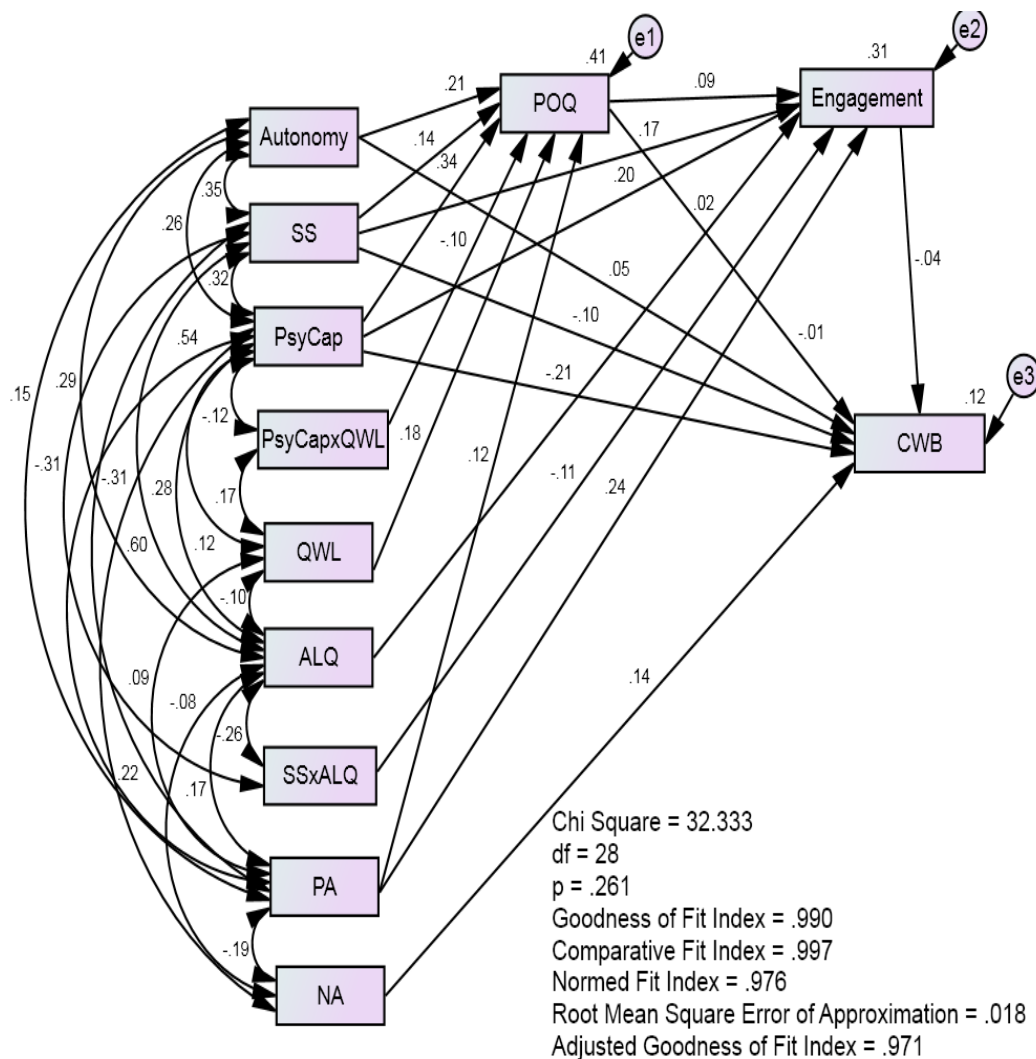 e1
e2
.41
.31
.21
POQ
.09
Engagement
Autonomy
.14
.17
.34
.35
.20
.26
SS
.02
-.10
.32
.05
-.04
.54
PsyCap
-.10
-.01
.15
.29
-.21
e3
-.12
.12
PsyCapxQWL
.18
.12
CWB
-.31
-.31
.28
.17
-.11
.24
.60
.12
QWL
-.10
ALQ
.09
-.08
.14
-.26
SSxALQ
.22
.17
PA
-.19
NA
Chi Square = 32.333
df = 28
p = .261
Goodness of Fit Index = .990
Comparative Fit Index = .997
Normed Fit Index = .976
Root Mean Square Error of Approximation = .018
Adjusted Goodness of Fit Index = .971